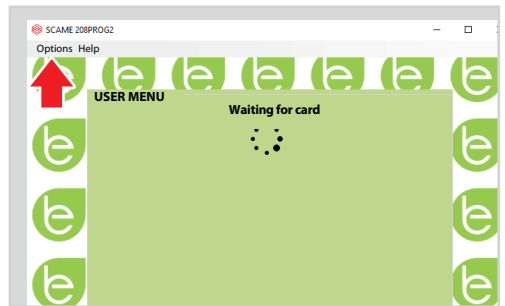 SCAME 208PROG2
Options Help
USER MENU
Waiting for card